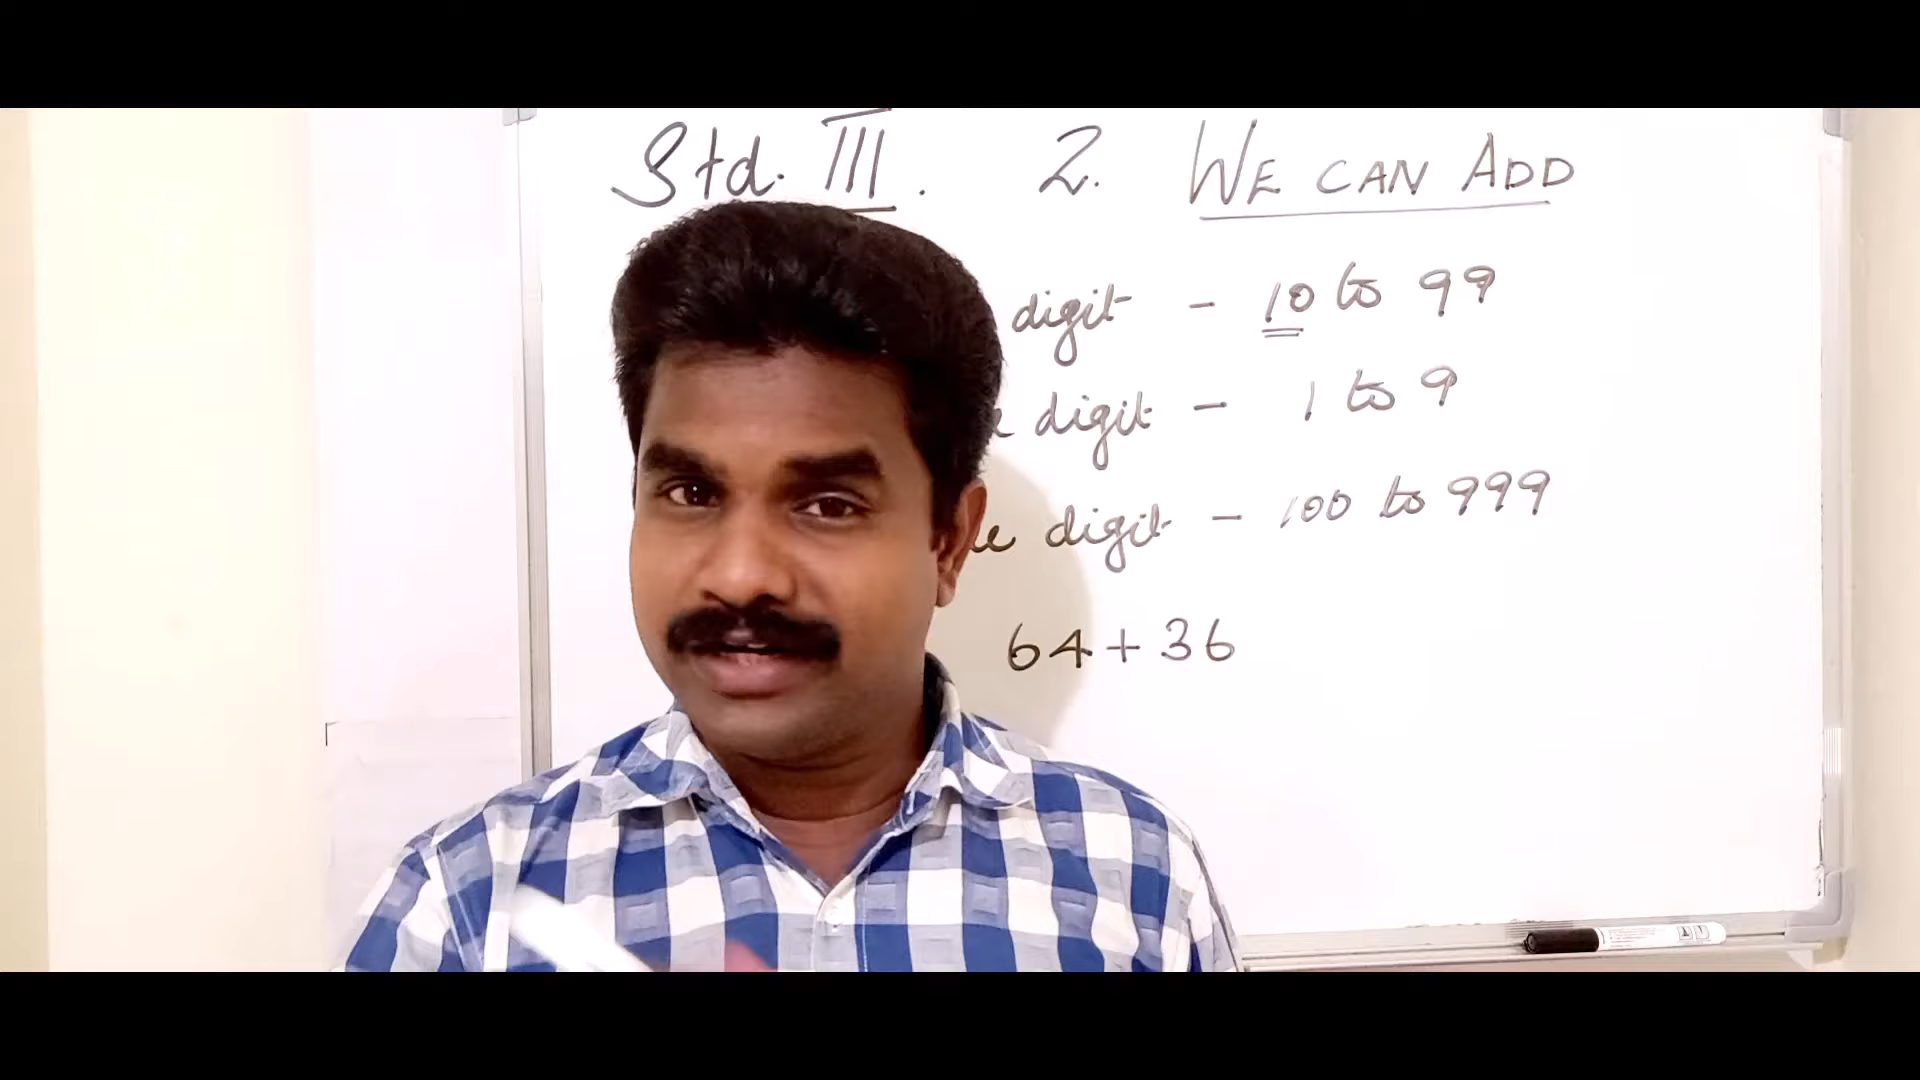 Std. III. 2. WE CAN ADD
digit - 10 to 99
digit - 1 to 9
digit - 100 to 999
64+36